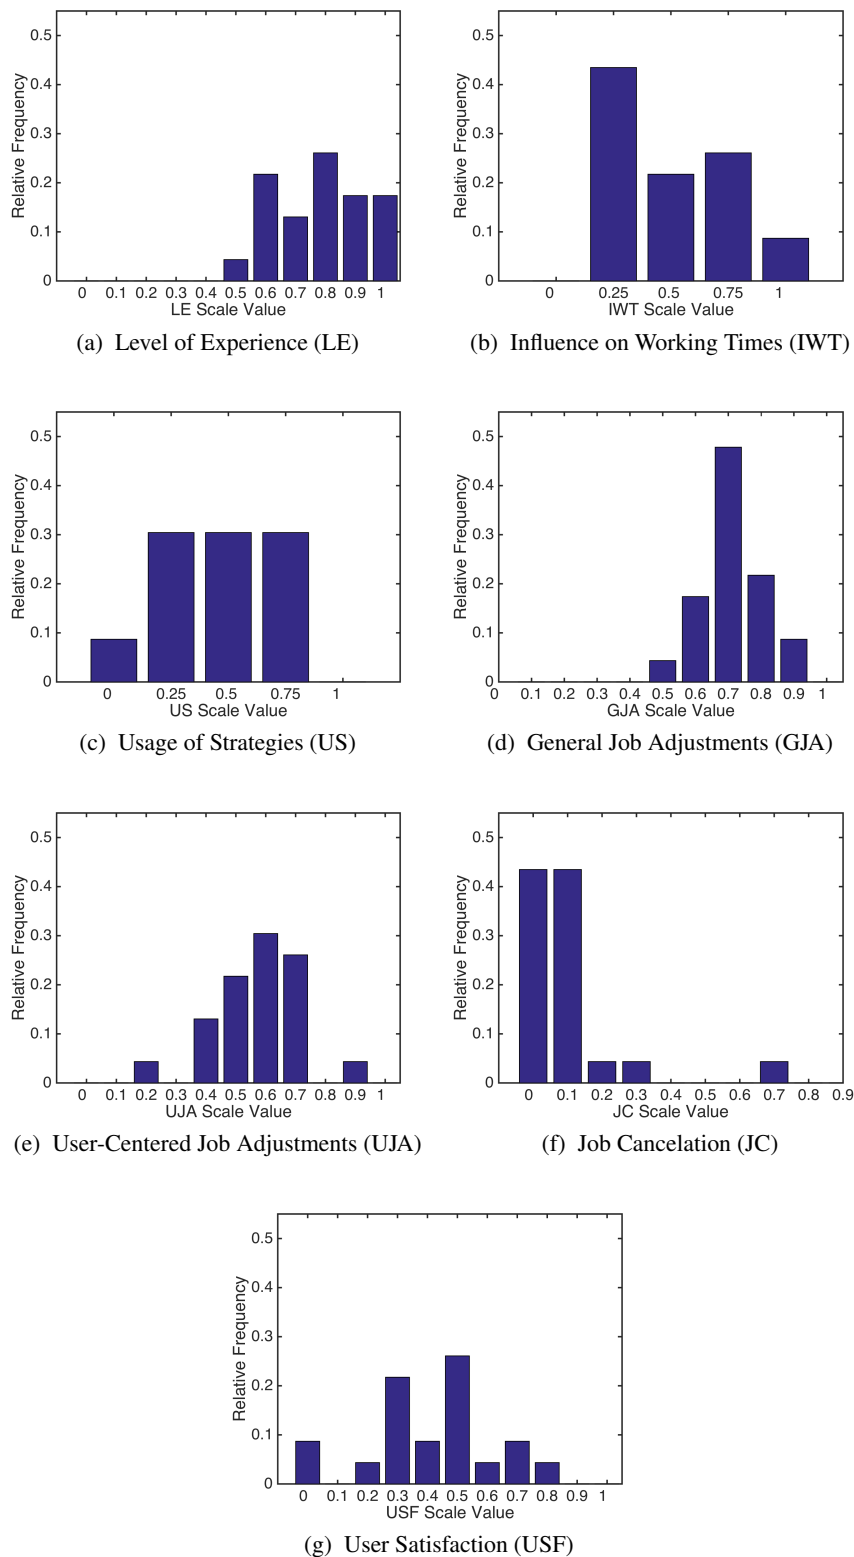 0.5 0.5
0.4 0.4
0.3 0.3
0.2 0.2
0.1 0.1
0 0
Relative Frequency Relative Frequency
0 0.1 0.2 0.3 0.4 0.5 0.6 0.7 0.8 0.9 1 0 0.25 0.5 0.75 1
LE Scale Value IWT Scale Value
(a) Level of Experience (LE) (b) Influence on Working Times (IWT)
0.5 0.5
0.4 0.4
0.3 0.3
0.2 0.2
0.1 0.1
0 0
Relative Frequency Relative Frequency
0 0.25 0.5 0.75 1 0 0.1 0.2 0.3 0.4 0.5 0.6 0.7 0.8 0.9 1
US Scale Value GJA Scale Value
(c) Usage of Strategies (US) (d) General Job Adjustments (GJA)
0.5 0.5
0.4 0.4
0.3 0.3
0.2 0.2
0.1 0.1
0 0
Relative Frequency Relative Frequency
0 0.1 0.2 0.3 0.4 0.5 0.6 0.7 0.8 0.9 1 0 0.1 0.2 0.3 0.4 0.5 0.6 0.7 0.8 0.9
UJA Scale Value JC Scale Value
(e) User-Centered Job Adjustments (UJA) (f) Job Cancelation (JC)
0.5
0.4
0.3
0.2
0.1
0
Relative Frequency
0 0.1 0.2 0.3 0.4 0.5 0.6 0.7 0.8 0.9 1
USF Scale Value
(g) User Satisfaction (USF)